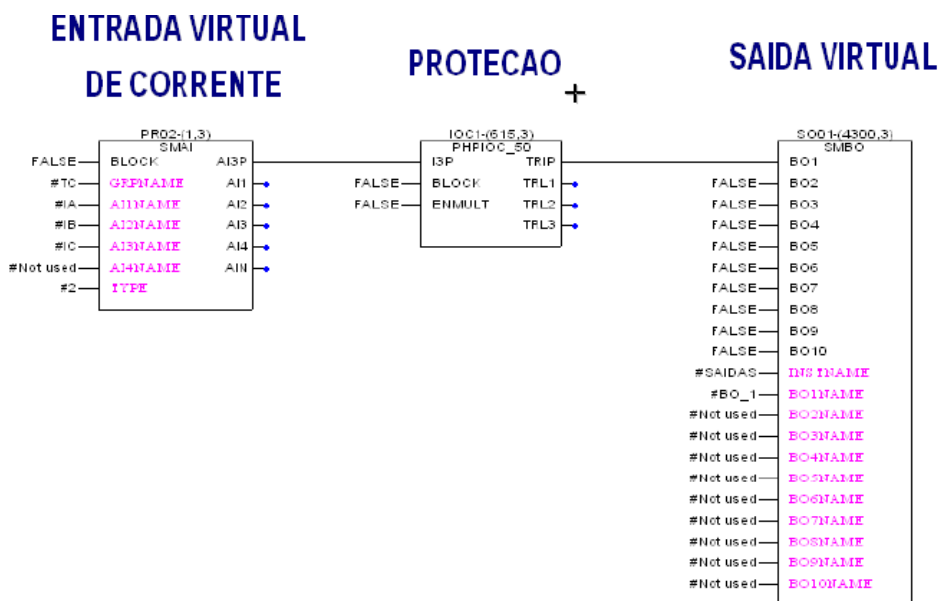 ENTRADA VIRTUAL
DE CORRENTE
PROTECAO
SAIDA VIRTUAL
PR02-(1,3)
SMAI
FALSE BLOCK AI3P
#TC GRPNAME AI1
#IA AI1NAME AI2
#IB AI2NAME AI3
#IC AI3NAME AI4
#Not used AI4NAME AIN
#2 TYPE
IOC1-(615,3)
PHPIOC_50
I3P TRIP
FALSE BLOCK TRL1
FALSE ENMULT TRL2
TRL3
SO01-(4300,3)
SMBO
BO1
FALSE BO2
FALSE BO3
FALSE BO4
FALSE BO5
FALSE BO6
FALSE BO7
FALSE BO8
FALSE BO9
FALSE BO10
#SAIDAS INSTNAME
#BO_1 BO1NAME
#Not used BO2NAME
#Not used BO3NAME
#Not used BO4NAME
#Not used BO5NAME
#Not used BO6NAME
#Not used BO7NAME
#Not used BO8NAME
#Not used BO9NAME
#Not used BO10NAME